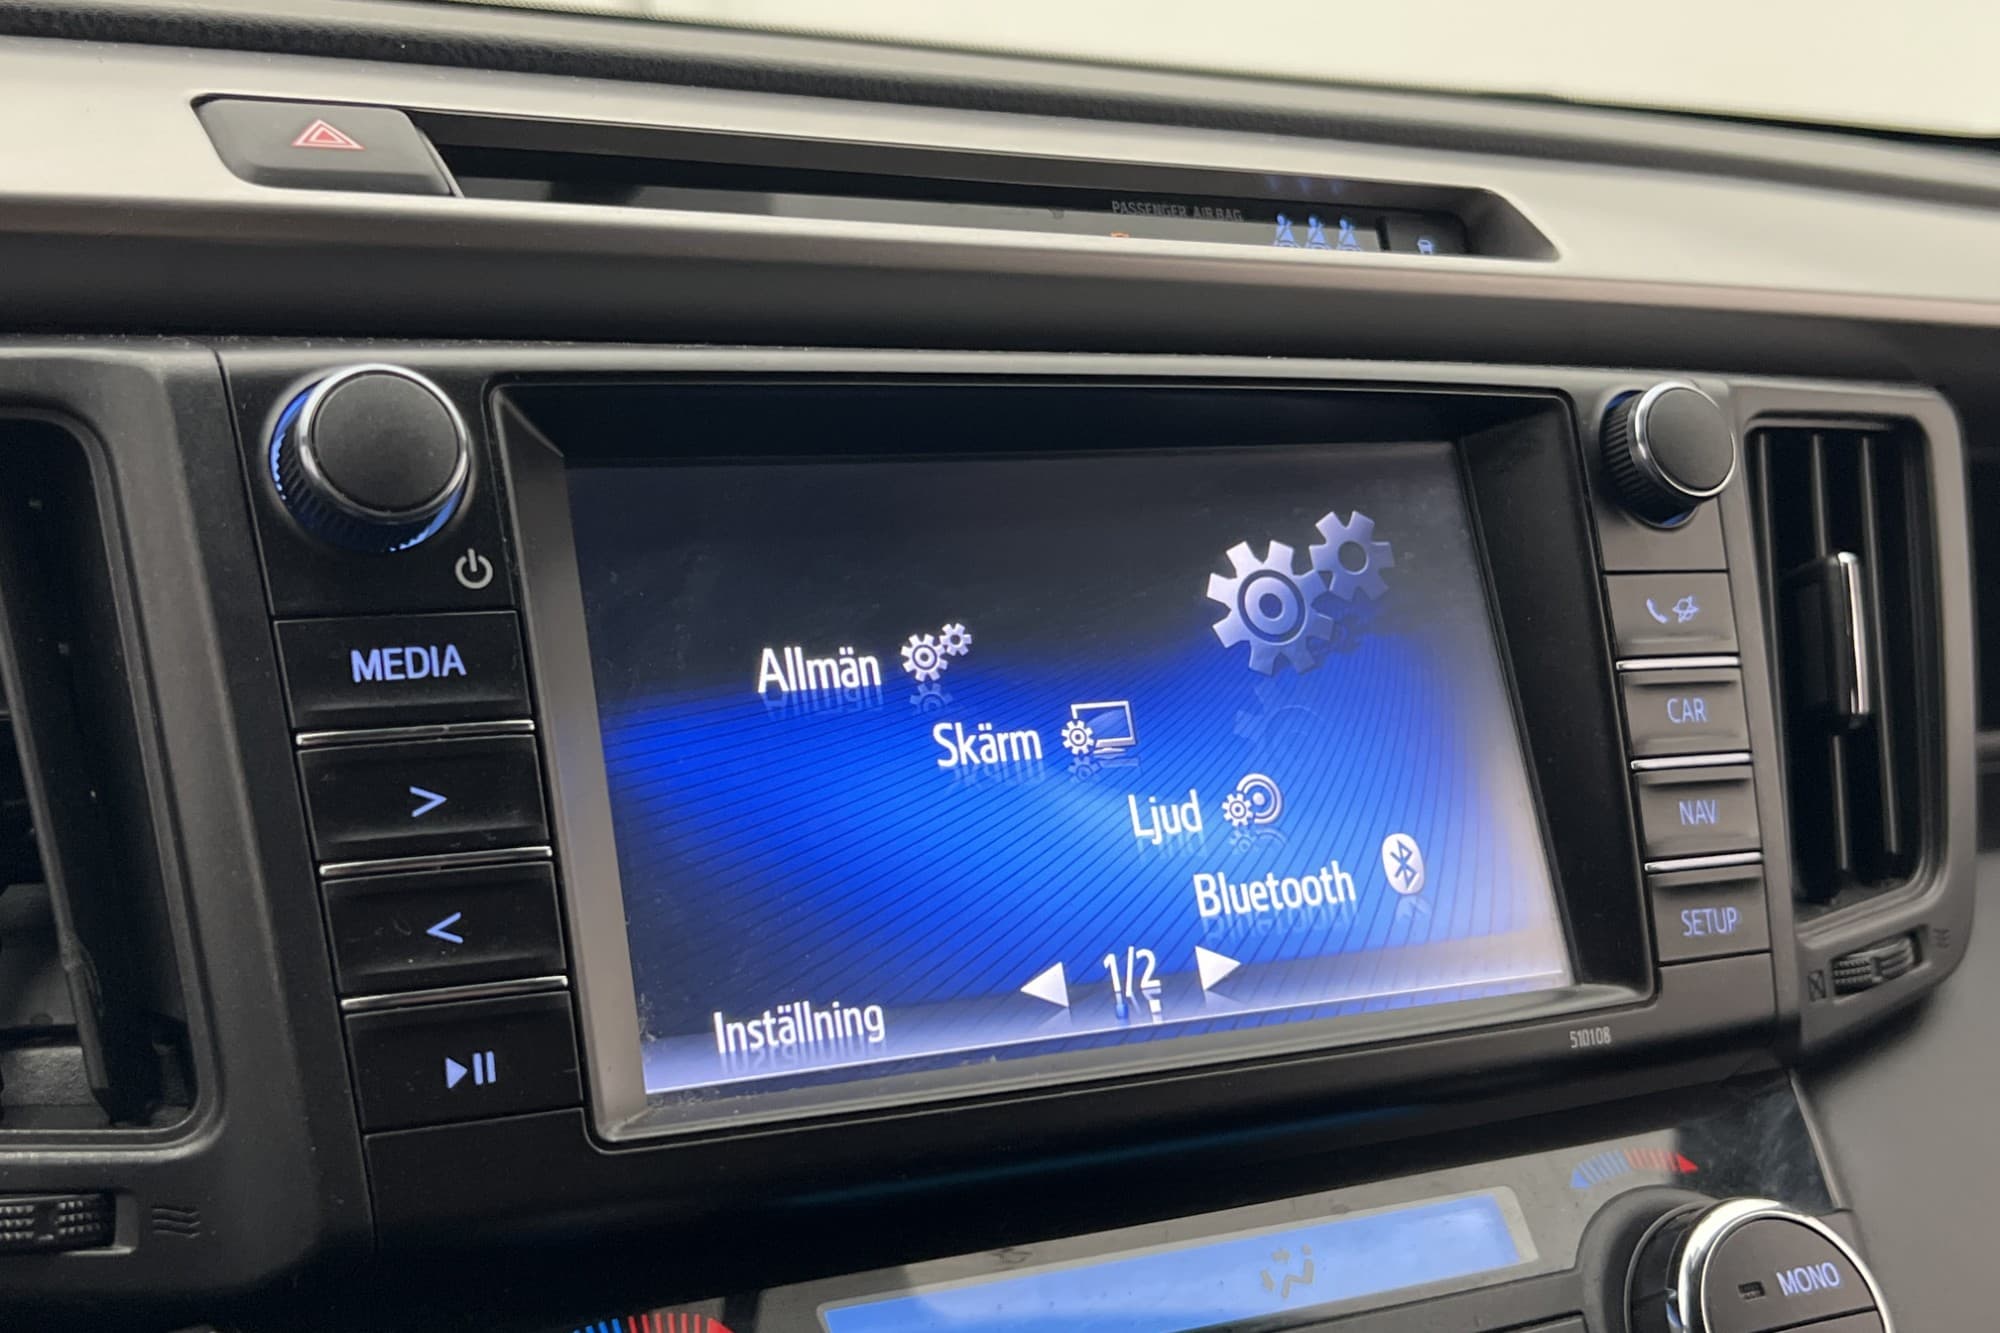 PASSENGER AIRBAG
MEDIA
>
<
Allmän
Skärm
Ljud
Bluetooth
1/2
Inställning
CAR
NAV
SETUP
510108
MONO